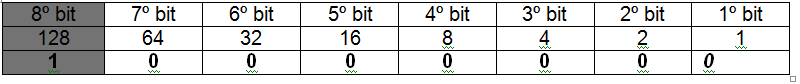 8º bit 7º bit 6º bit 5º bit 4º bit 3º bit 2º bit 1º bit
128 64 32 16 8 4 2 1
1 0 0 0 0 0 0 0